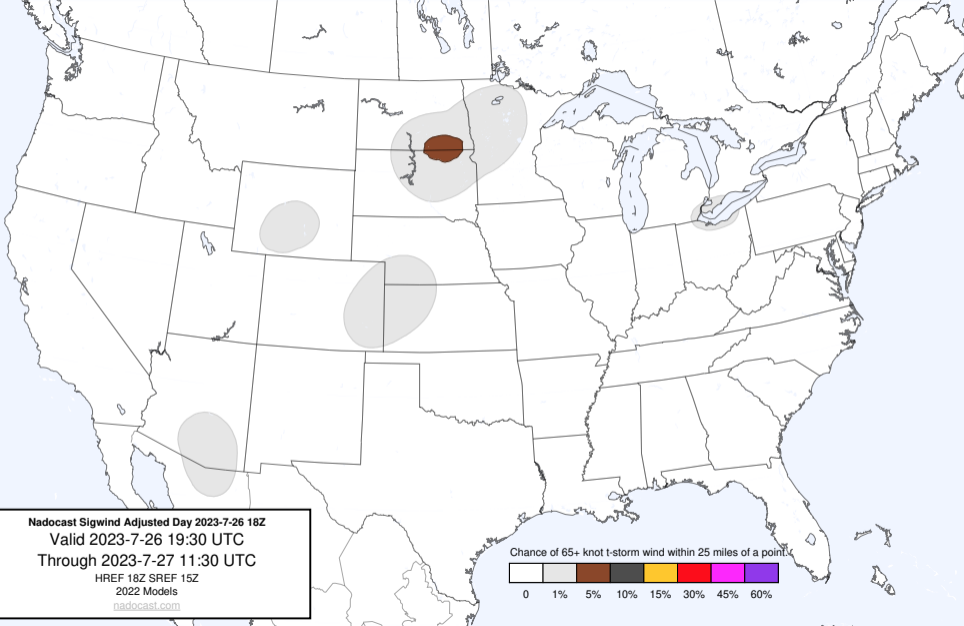 Nadocast Sigwind Adjusted Day 2023-7-26 18Z
Valid 2023-7-26 19:30 UTC
Through 2023-7-27 11:30 UTC
HREF 18Z SREF 15Z
2022 Models
nadocast.com
Chance of 65+ knot t-storm wind within 25 miles of a point.
0 1% 5% 10% 15% 30% 45% 60%